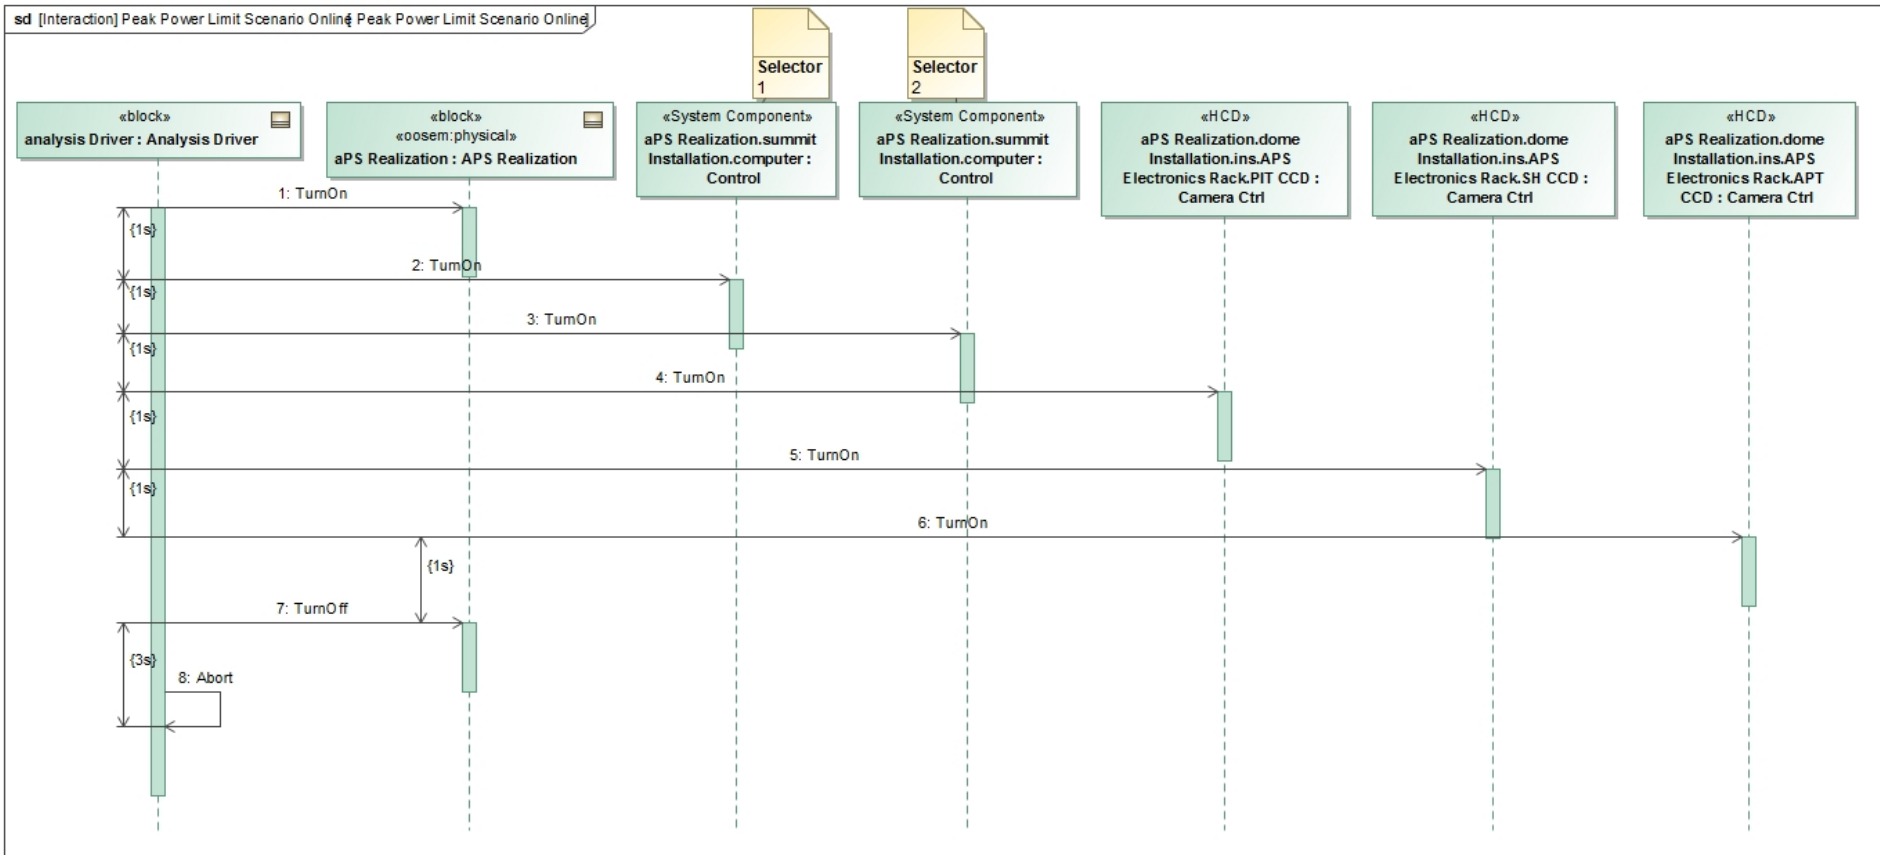 sd [Interaction] Peak Power Limit Scenario Online[ Peak Power Limit Scenario Online]
Selector
1
Selector
2
«block»
analysis Driver : Analysis Driver
«block»
«oosem:physical»
aPS Realization : APS Realization
«System Component»
aPS Realization.summit
Installation.computer :
Control
«System Component»
aPS Realization.summit
Installation.computer :
Control
«HCD»
aPS Realization.dome
Installation.ins.APS
Electronics Rack.PIT CCD :
Camera Ctrl
«HCD»
aPS Realization.dome
Installation.ins.APS
Electronics Rack.SH CCD :
Camera Ctrl
«HCD»
aPS Realization.dome
Installation.ins.APS
Electronics Rack.APT
CCD : Camera Ctrl
1: TurnOn
{1s}
2: TurnOn
{1s}
3: TurnOn
{1s}
4: TurnOn
{1s}
5: TurnOn
{1s}
6: TurnOn
{1s}
7: TurnOff
{3s}
8: Abort